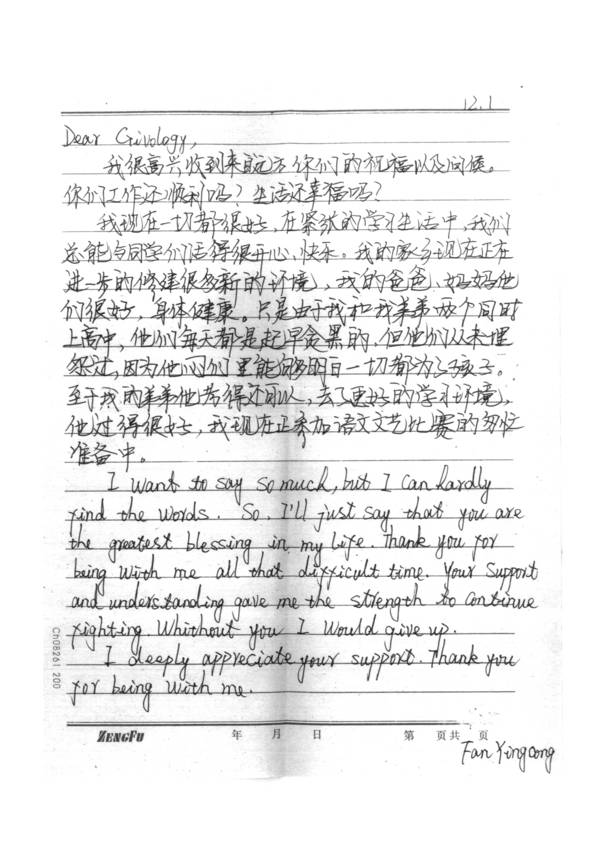 12.1
Dear Givology,
我很高兴收到来自远方你们的祝福以及问候。
你们工作还顺利吗？生活还幸福吗？
我现在一切都很好，在紧张的学习生活中，我们
总能与同学们活得很开心、快乐。我的家乡现在正在
进一步的修建很多新的环境，我的爸爸、妈妈他
们很好，身体健康。只是由于我和我弟弟两个同时
上高中，他们每天都是起早贪黑的，但他们从未埋
怨过，因为他们心里能够明白一切都为了孩子。
至于我的弟弟他考得还可以，去了更好的学习环境，
他过得很好，我现在正参加语文文艺比赛的匆忙
准备中。
I want to say so much, but I can hardly
find the words. So, I'll just say that you are
the greatest blessing in my life. Thank you for
being with me all that difficult time. Your support
and understanding gave me the strength to continue
fighting. Whithout you I would give up.
I deeply appreciate your support. Thank you
for being with me.
Ch08261 200
ZENGFU 年 月 日 第 页共 页
Fan Yingcong